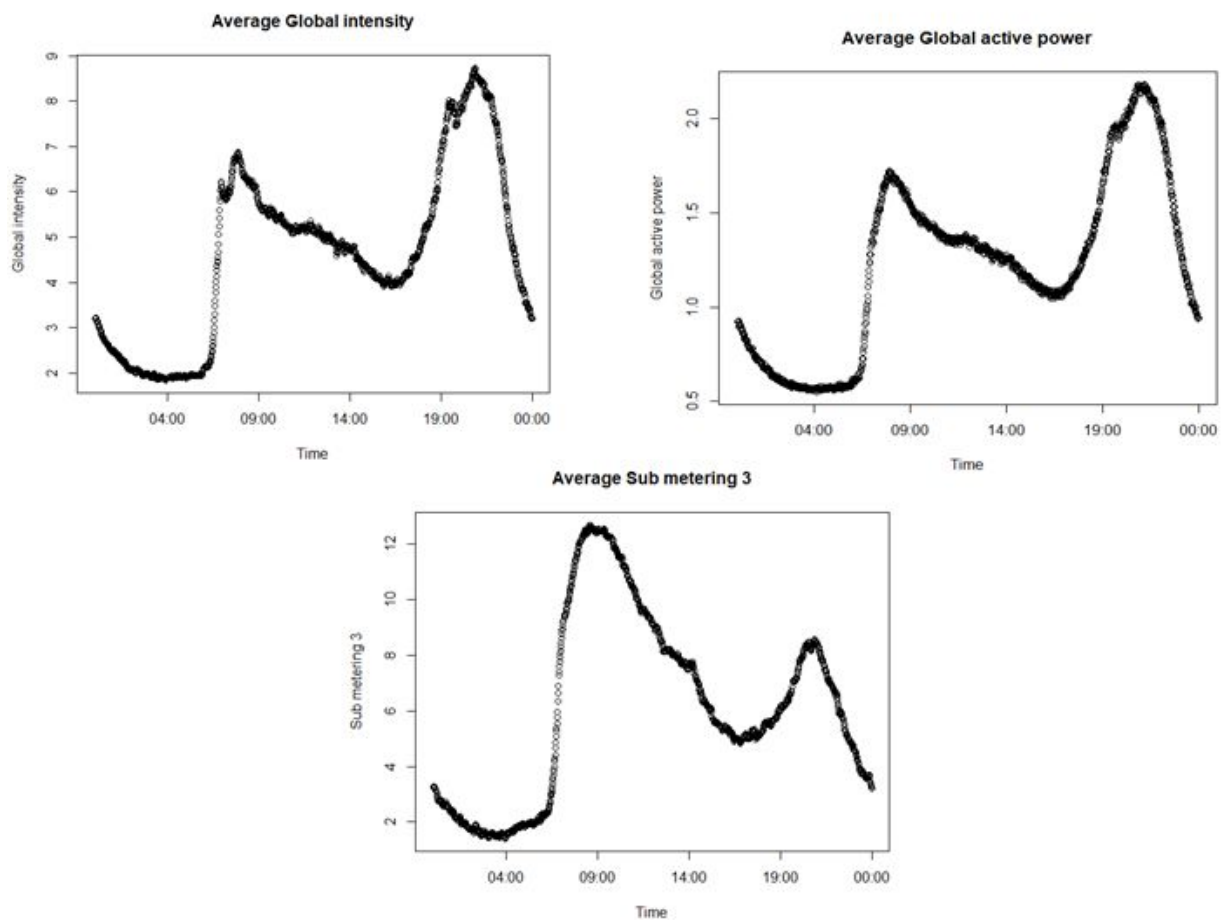 Average Global intensity
Global intensity
9
8
7
6
5
4
3
2
04:00 09:00 14:00 19:00 00:00
Time
Average Global active power
Global active power
2.0
1.5
1.0
0.5
04:00 09:00 14:00 19:00 00:00
Time
Average Sub metering 3
Sub metering 3
12
10
8
6
4
2
04:00 09:00 14:00 19:00 00:00
Time